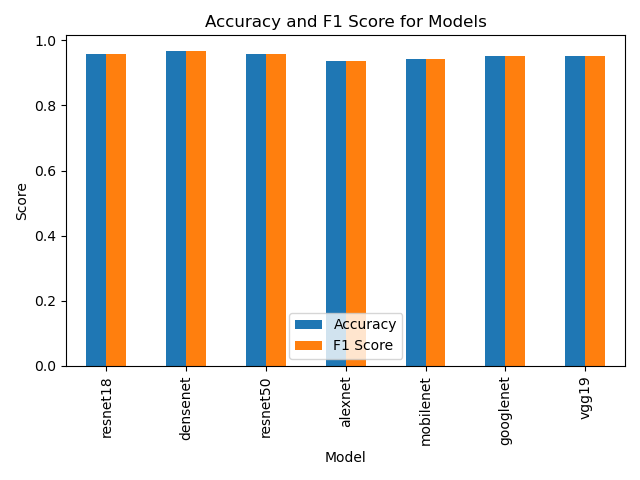 Accuracy and F1 Score for Models
1.0
0.8
0.6
0.4
0.2
0.0
Score
Accuracy
F1 Score
resnet18
densenet
resnet50
alexnet
mobilenet
googlenet
vgg19
Model